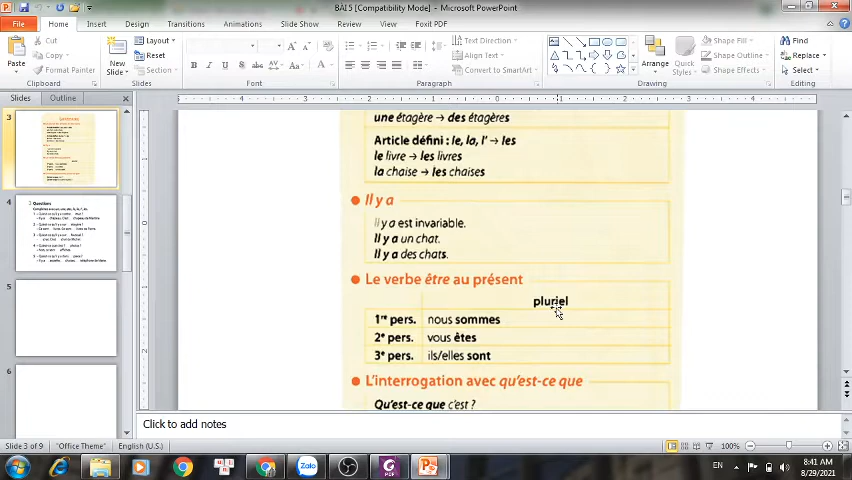 BAI 5 [Compatibility Mode] - Microsoft PowerPoint
File Home Insert Design Transitions Animations Slide Show Review View Foxit PDF
Cut
Copy
Format Painter
Paste
Clipboard
New Slide
Layout
Reset
Section
Slides
Font
Text Direction
Align Text
Convert to SmartArt
Paragraph
Arrange
Quick Styles
Shape Fill
Shape Outline
Shape Effects
Drawing
Find
Replace
Select
Editing
Slides Outline
3
4
5
6
une étagère → des étagères
Article défini : le, la, l' → les
le livre → les livres
la chaise → les chaises
Il y a
Il y a est invariable.
Il y a un chat.
Il y a des chats.
Le verbe être au présent
pluriel
1re pers. nous sommes
2e pers. vous êtes
3e pers. ils/elles sont
L'interrogation avec qu'est-ce que
Qu'est-ce que c'est ?
Click to add notes
Slide 3 of 9 "Office Theme" English (U.S.) 100%
Zalo
EN
8:41 AM
8/29/2021